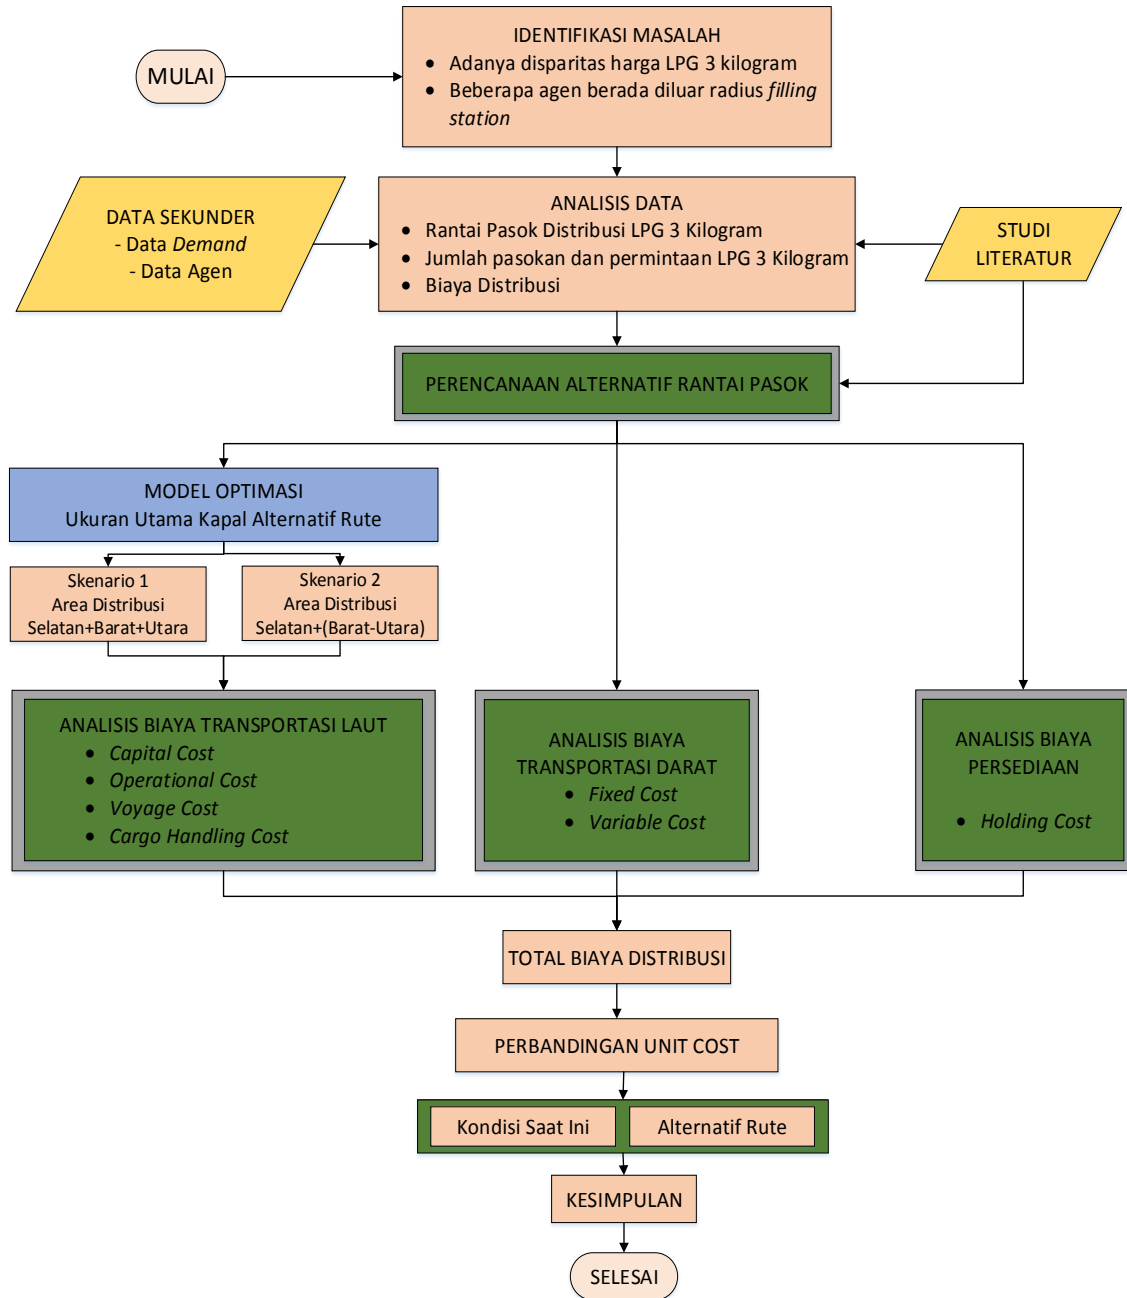 MULAI
IDENTIFIKASI MASALAH
• Adanya disparitas harga LPG 3 kilogram
• Beberapa agen berada diluar radius filling
station
DATA SEKUNDER
- Data Demand
- Data Agen
ANALISIS DATA
• Rantai Pasok Distribusi LPG 3 Kilogram
• Jumlah pasokan dan permintaan LPG 3 Kilogram
• Biaya Distribusi
STUDI
LITERATUR
PERENCANAAN ALTERNATIF RANTAI PASOK
MODEL OPTIMASI
Ukuran Utama Kapal Alternatif Rute
Skenario 1
Area Distribusi
Selatan+Barat+Utara
Skenario 2
Area Distribusi
Selatan+(Barat-Utara)
ANALISIS BIAYA TRANSPORTASI LAUT
• Capital Cost
• Operational Cost
• Voyage Cost
• Cargo Handling Cost
ANALISIS BIAYA
TRANSPORTASI DARAT
• Fixed Cost
• Variable Cost
ANALISIS BIAYA
PERSEDIAAN
• Holding Cost
TOTAL BIAYA DISTRIBUSI
PERBANDINGAN UNIT COST
Kondisi Saat Ini
Alternatif Rute
KESIMPULAN
SELESAI